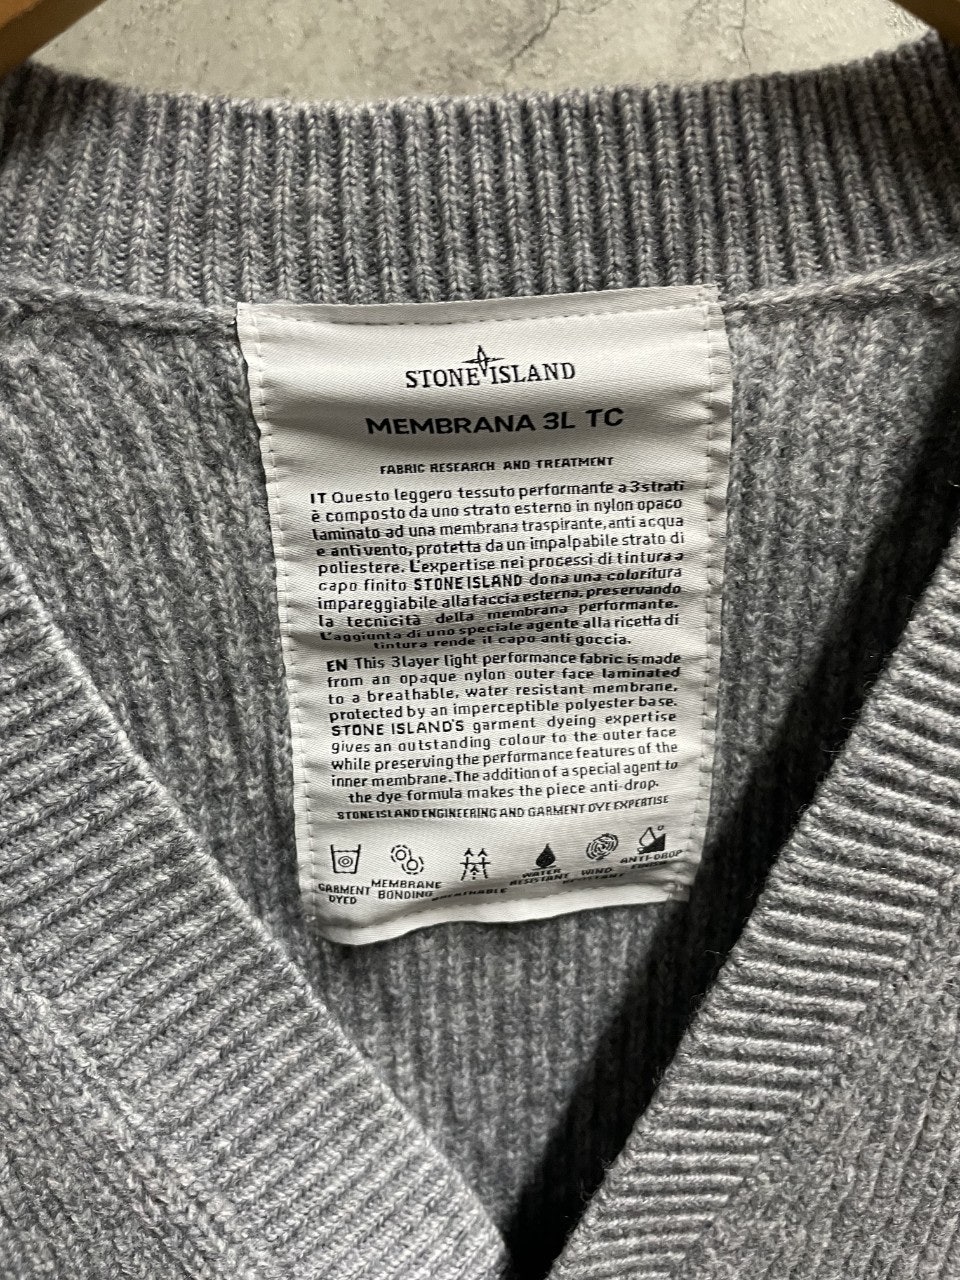 STONE ISLAND
MEMBRANA 3L TC
FABRIC RESEARCH AND TREATMENT
IT Questo leggero tessuto performante a 3 strati
è composto da uno strato esterno in nylon opaco
laminato ad una membrana traspirante, anti acqua
e anti vento, protetta da un impalpabile strato di
poliestere. L'expertise nei processi di tintura a
capo finito STONE ISLAND dona una coloritura
impareggiabile alla faccia esterna, preservando
la tecnicità della membrana performante.
L'aggiunta di uno speciale agente alla ricetta di
tintura rende il capo anti goccia.
EN This 3layer light performance fabric is made
from an opaque nylon outer face laminated
to a breathable, water resistant membrane,
protected by an imperceptible polyester base.
STONE ISLAND'S garment dyeing expertise
gives an outstanding colour to the outer face
while preserving the performance features of the
inner membrane. The addition of a special agent to
the dye formula makes the piece anti-drop.
STONE ISLAND ENGINEERING AND GARMENT DYE EXPERTISE
GARMENT DYED
MEMBRANE BONDING
BREATHABLE
WATER RESISTANT
WIND RESISTANT
ANTI-DROP